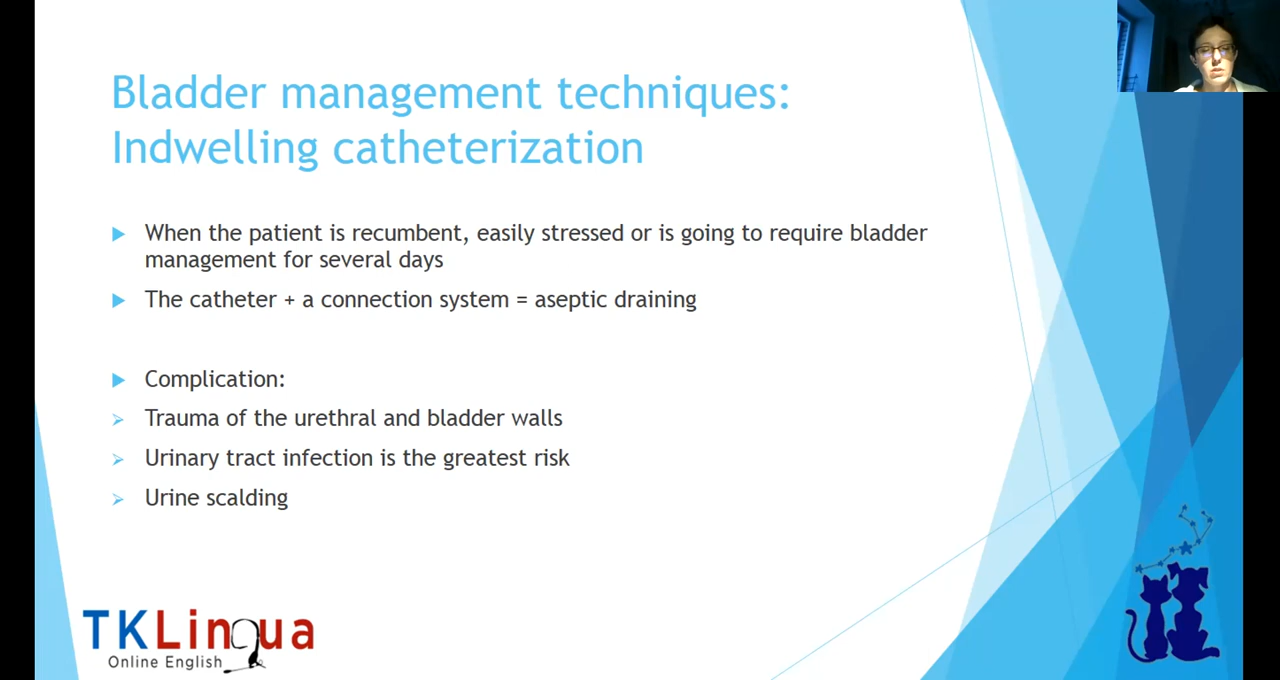 Bladder management techniques:
Indwelling catheterization
When the patient is recumbent, easily stressed or is going to require bladder
management for several days
The catheter + a connection system = aseptic draining
Complication:
Trauma of the urethral and bladder walls
Urinary tract infection is the greatest risk
Urine scalding
TKLingua
Online English